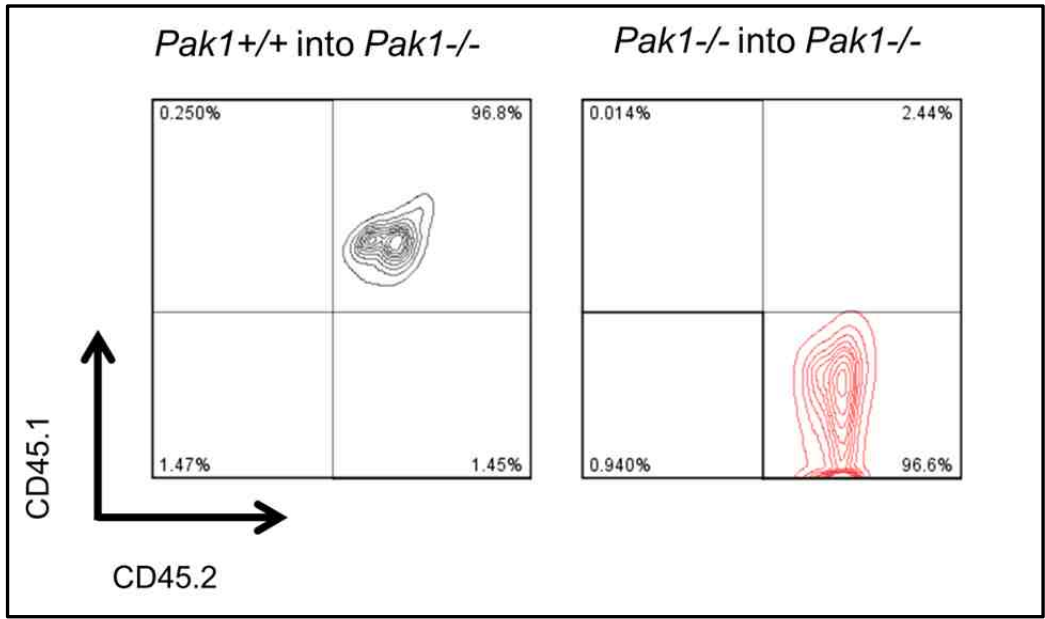 Pak1+/+ into Pak1-/-
Pak1-/- into Pak1-/-
0.250%
96.8%
1.47%
1.45%
0.014%
2.44%
0.940%
96.6%
CD45.1
CD45.2